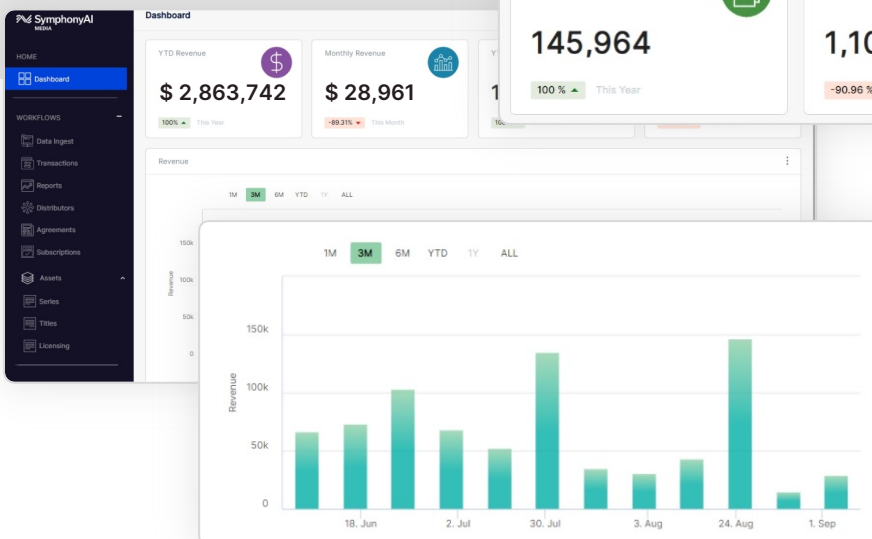 SymphonyAI
MEDIA
Dashboard
HOME
Dashboard
WORKFLOWS
Data Ingest
Transactions
Reports
Distributors
Agreements
Subscriptions
Assets
Series
Titles
Licensing
YTD Revenue
$ 2,863,742
100% This Year
Monthly Revenue
$ 28,961
-89.31% This Month
145,964
100 % This Year
-90.96 %
Revenue
1M 3M 6M YTD 1Y ALL
150k
100k
50k
0
Revenue
1M 3M 6M YTD 1Y ALL
150k
100k
50k
0
Revenue
18. Jun 2. Jul 30. Jul 3. Aug 24. Aug 1. Sep